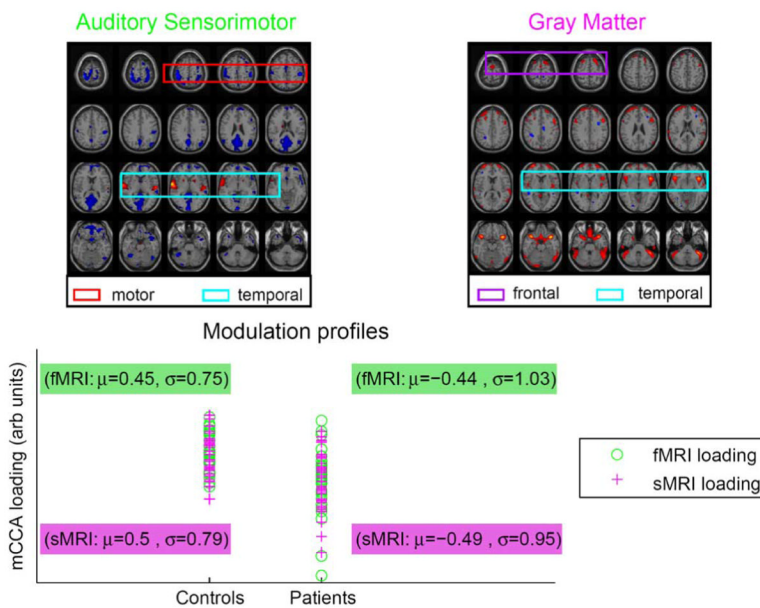 Auditory Sensorimotor
Gray Matter
motor
temporal
frontal
temporal
Modulation profiles
mCCA loading (arb units)
(fMRI: μ=0.45, σ=0.75)
(fMRI: μ=−0.44 , σ=1.03)
(sMRI: μ=0.5 , σ=0.79)
(sMRI: μ=−0.49 , σ=0.95)
fMRI loading
sMRI loading
Controls
Patients